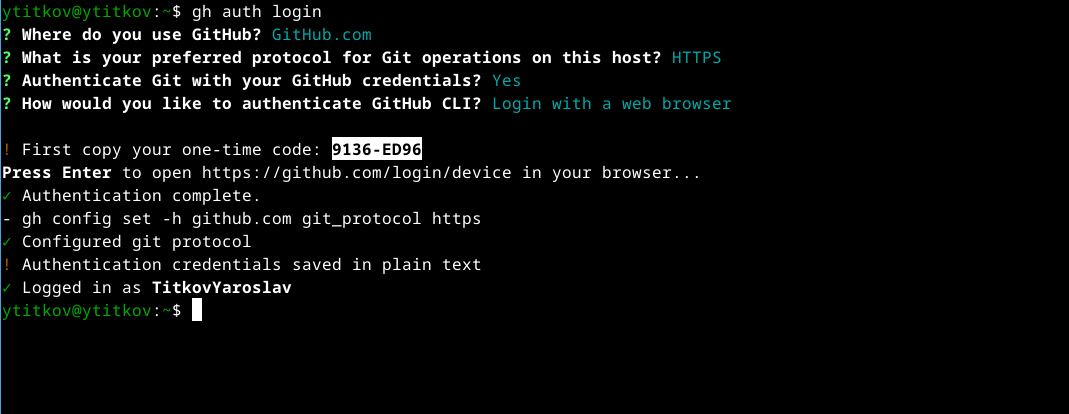 ytitkov@ytitkov:~$ gh auth login
? Where do you use GitHub? GitHub.com
? What is your preferred protocol for Git operations on this host? HTTPS
? Authenticate Git with your GitHub credentials? Yes
? How would you like to authenticate GitHub CLI? Login with a web browser
! First copy your one-time code: 9136-ED96
Press Enter to open https://github.com/login/device in your browser...
✓ Authentication complete.
- gh config set -h github.com git_protocol https
✓ Configured git protocol
! Authentication credentials saved in plain text
✓ Logged in as TitkovYaroslav
ytitkov@ytitkov:~$